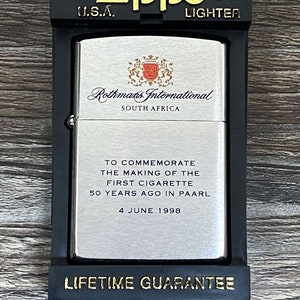 Zippo
U.S.A. LIGHTER
Rothmans International
SOUTH AFRICA
TO COMMEMORATE
THE MAKING OF THE
FIRST CIGARETTE
50 YEARS AGO IN PAARL
4 JUNE 1998
LIFETIME GUARANTEE